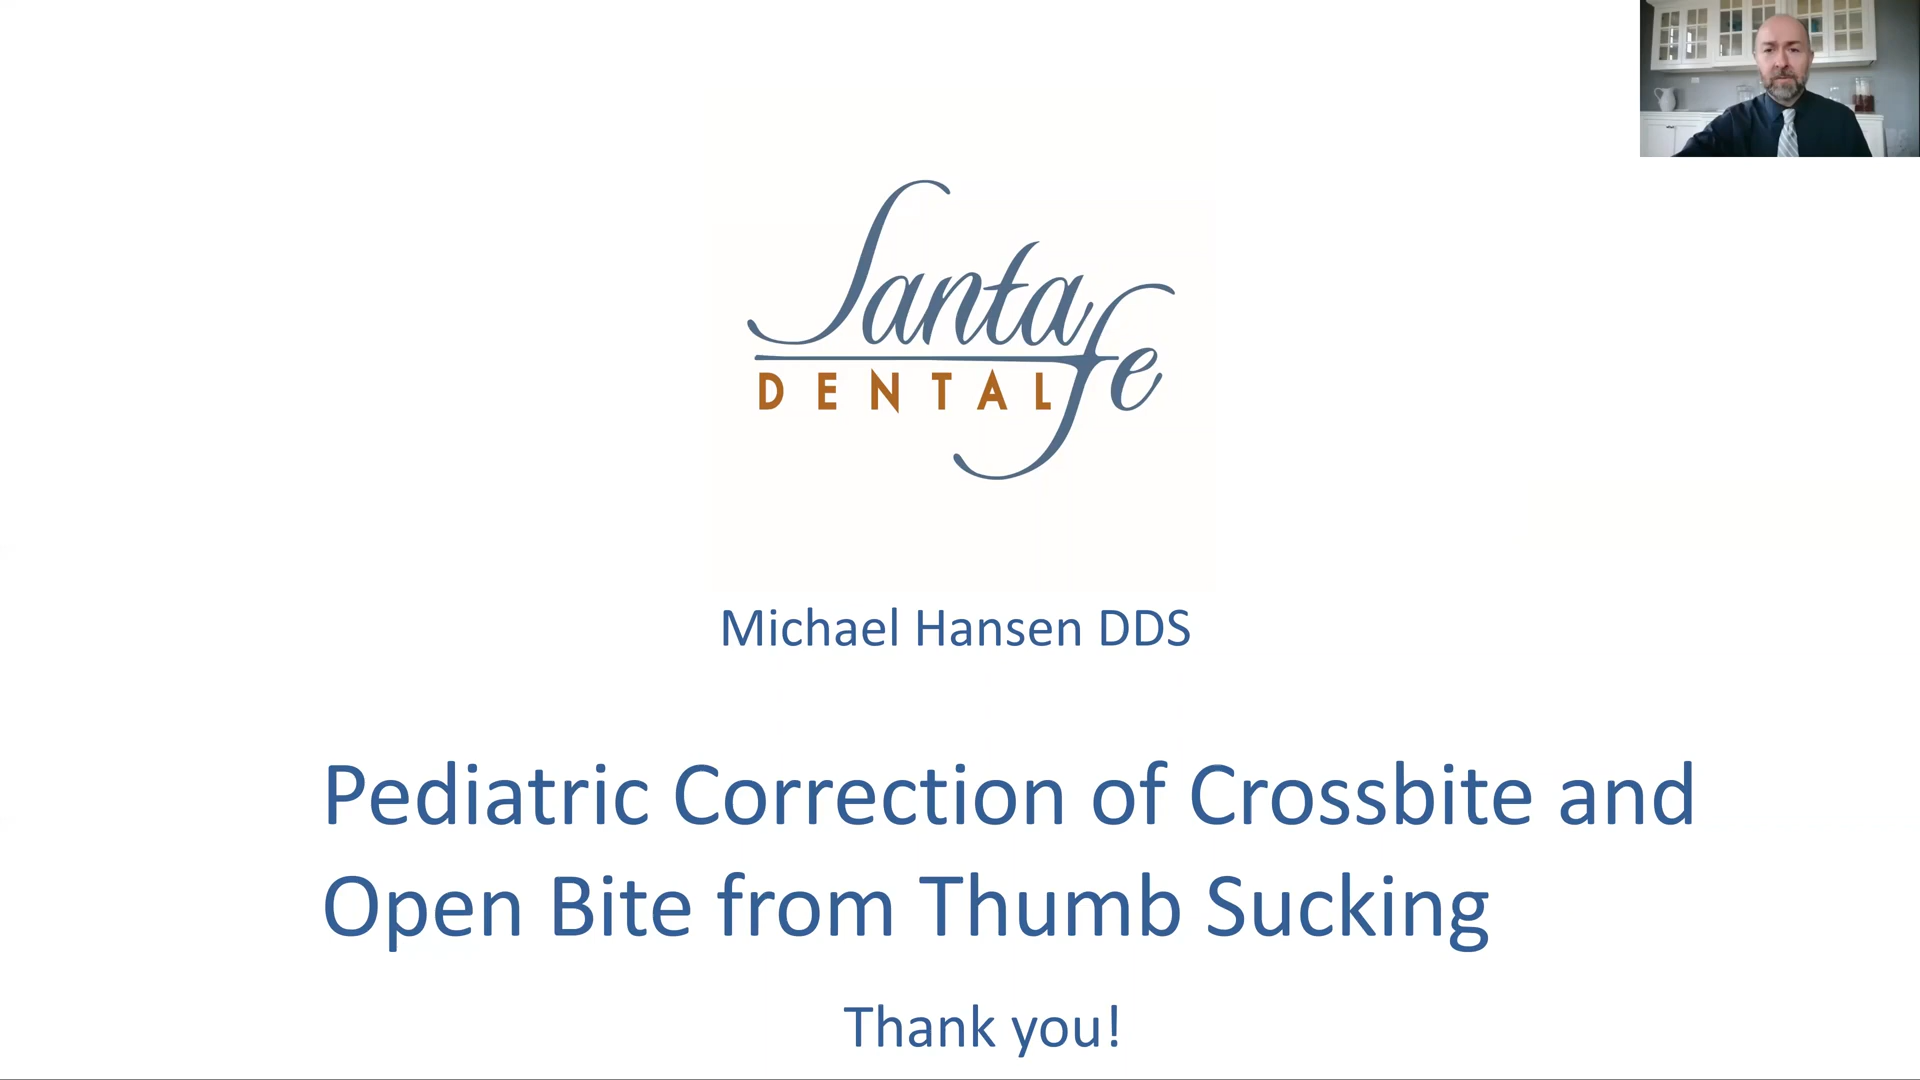 Santa Fe
DENTAL
Michael Hansen DDS
Pediatric Correction of Crossbite and
Open Bite from Thumb Sucking
Thank you!